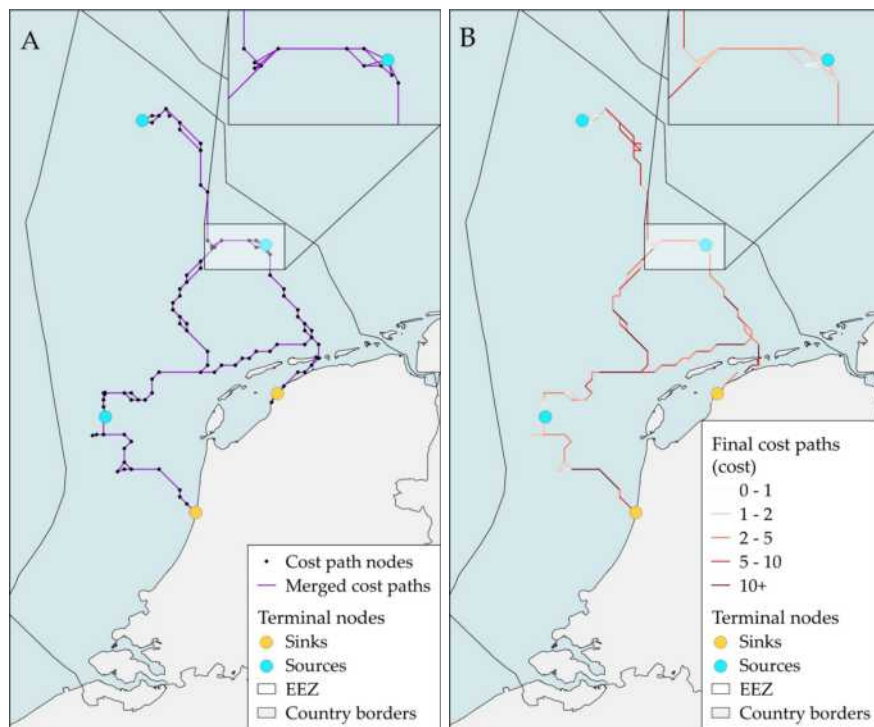 A
Cost path nodes
Merged cost paths
Terminal nodes
Sinks
Sources
EEZ
Country borders
B
Final cost paths
(cost)
0 - 1
1 - 2
2 - 5
5 - 10
10+
Terminal nodes
Sinks
Sources
EEZ
Country borders